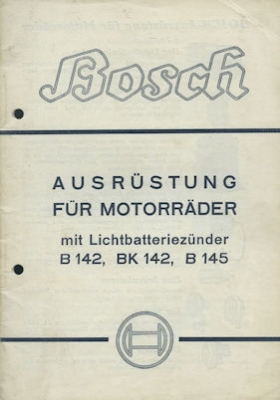 Bosch
AUSRÜSTUNG
FÜR MOTORRÄDER
mit Lichtbatteriezünder
B 142, BK 142, B 145